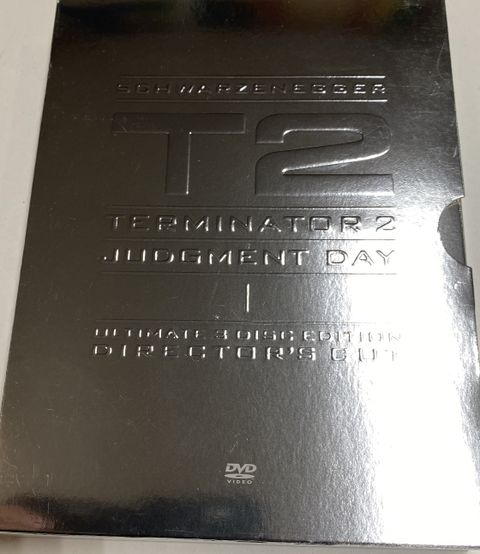 SCHWARZENEGGER
T2
TERMINATOR 2
JUDGMENT DAY
ULTIMATE 3 DISC EDITION
DIRECTOR'S CUT
DVD
VIDEO